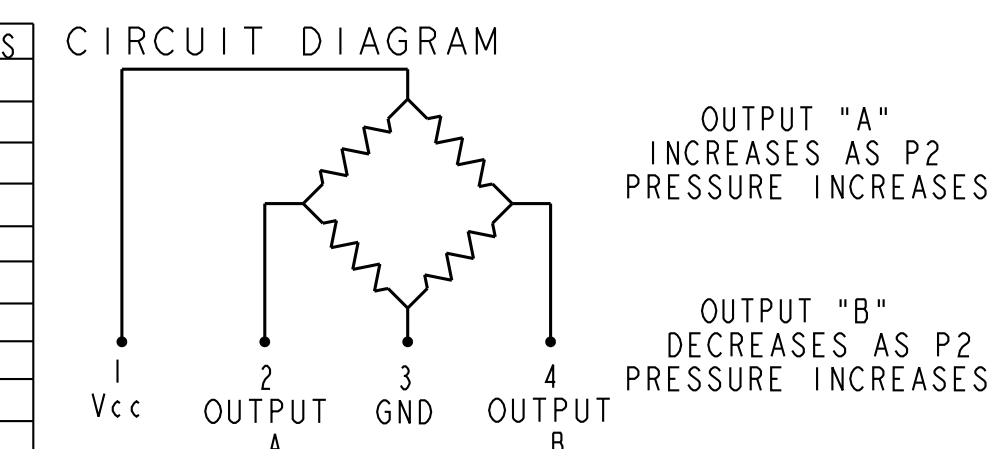 S
CIRCUIT DIAGRAM
OUTPUT "A"
INCREASES AS P2
PRESSURE INCREASES
OUTPUT "B"
DECREASES AS P2
PRESSURE INCREASES
1 2 3 4
Vcc OUTPUT GND OUTPUT
A B